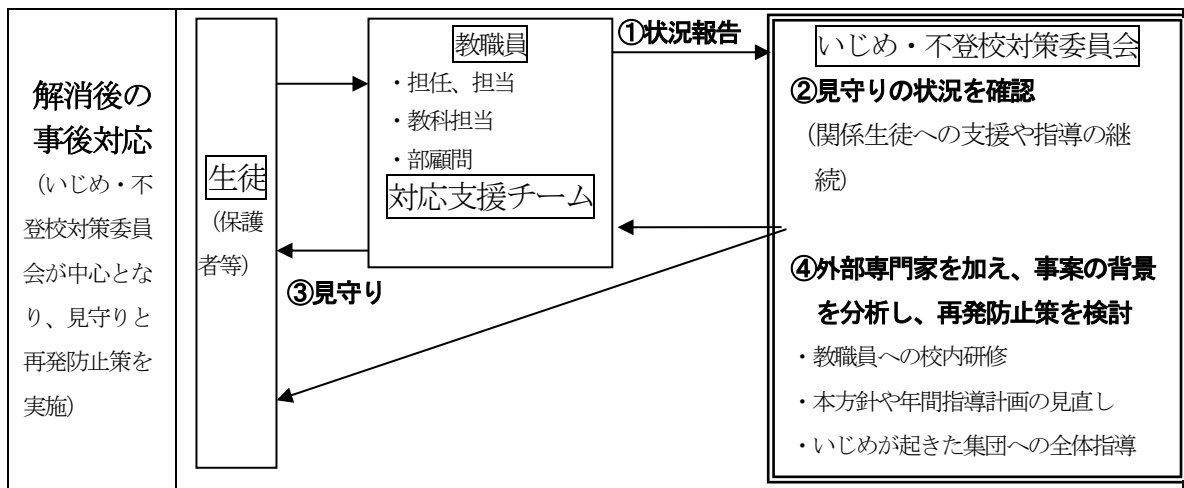 解消後の
事後対応
(いじめ・不
登校対策委員
会が中心とな
り、見守りと
再発防止策を
実施)
生徒
(保護
者等)
教職員
・担任、担当
・教科担当
・部顧問
対応支援チーム
①状況報告
③見守り
いじめ・不登校対策委員会
②見守りの状況を確認
(関係生徒への支援や指導の継
続)
④外部専門家を加え、事案の背景
を分析し、再発防止策を検討
・教職員への校内研修
・本方針や年間指導計画の見直し
・いじめが起きた集団への全体指導